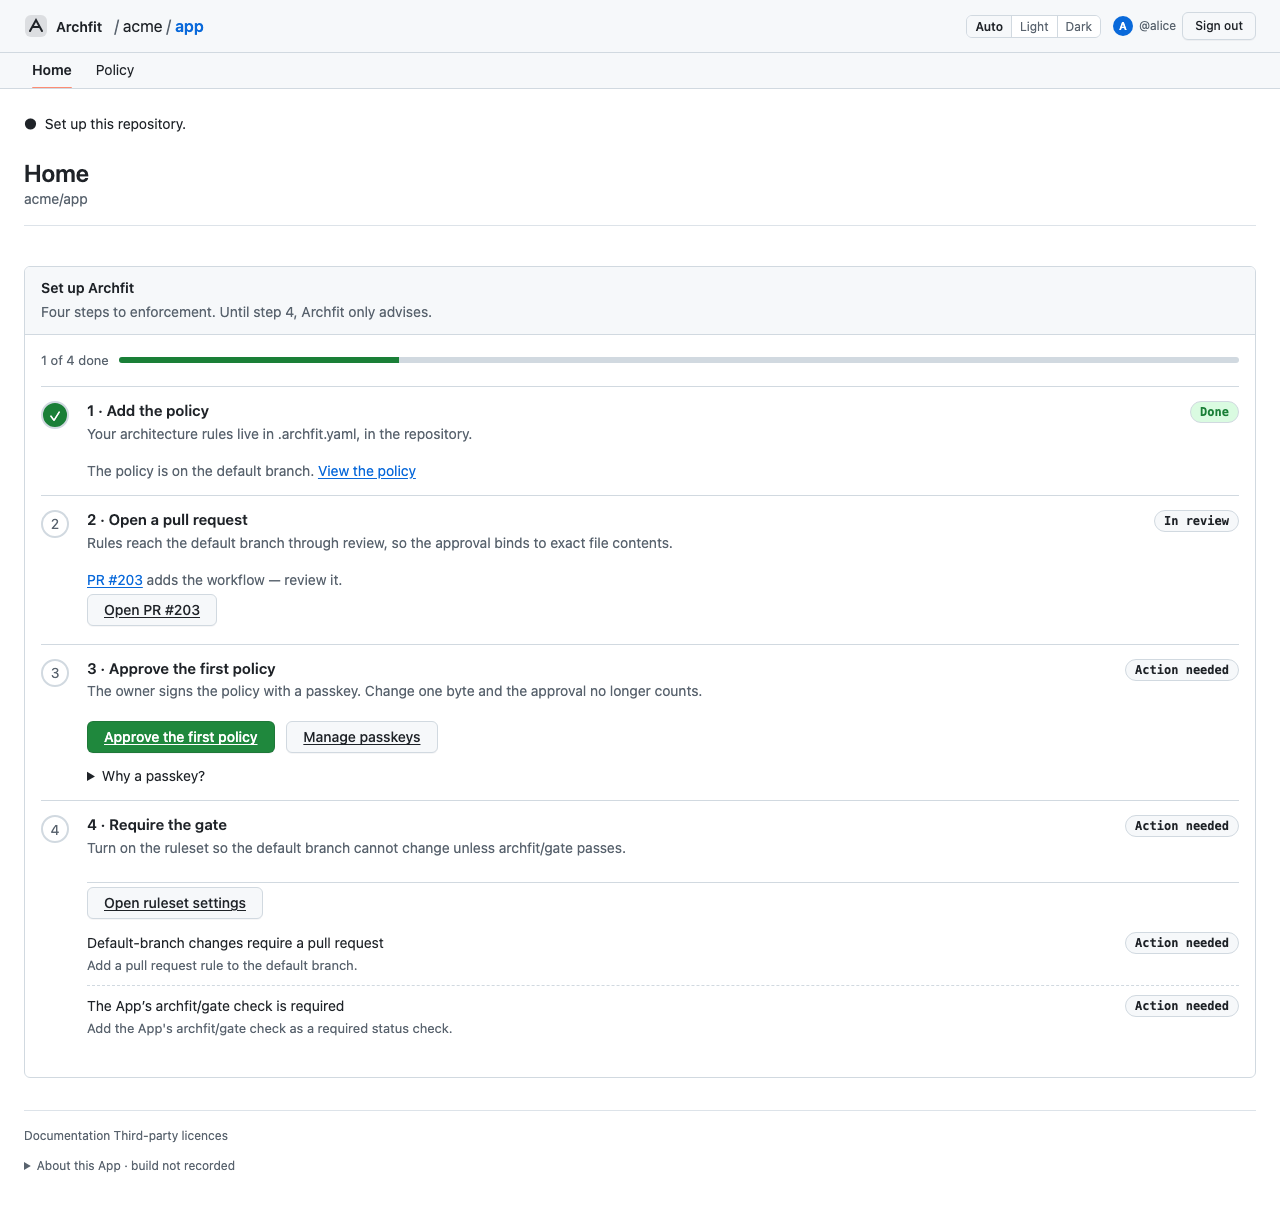 Archfit / acme / app
Auto Light Dark A @alice Sign out
Home Policy
Set up this repository.
Home
acme/app
Set up Archfit
Four steps to enforcement. Until step 4, Archfit only advises.
1 of 4 done
1 · Add the policy Done
Your architecture rules live in .archfit.yaml, in the repository.
The policy is on the default branch. View the policy
2 2 · Open a pull request In review
Rules reach the default branch through review, so the approval binds to exact file contents.
PR #203 adds the workflow — review it.
Open PR #203
3 3 · Approve the first policy Action needed
The owner signs the policy with a passkey. Change one byte and the approval no longer counts.
Approve the first policy Manage passkeys
Why a passkey?
4 4 · Require the gate Action needed
Turn on the ruleset so the default branch cannot change unless archfit/gate passes.
Open ruleset settings
Default-branch changes require a pull request Action needed
Add a pull request rule to the default branch.
The App’s archfit/gate check is required Action needed
Add the App's archfit/gate check as a required status check.
Documentation Third-party licences
About this App · build not recorded